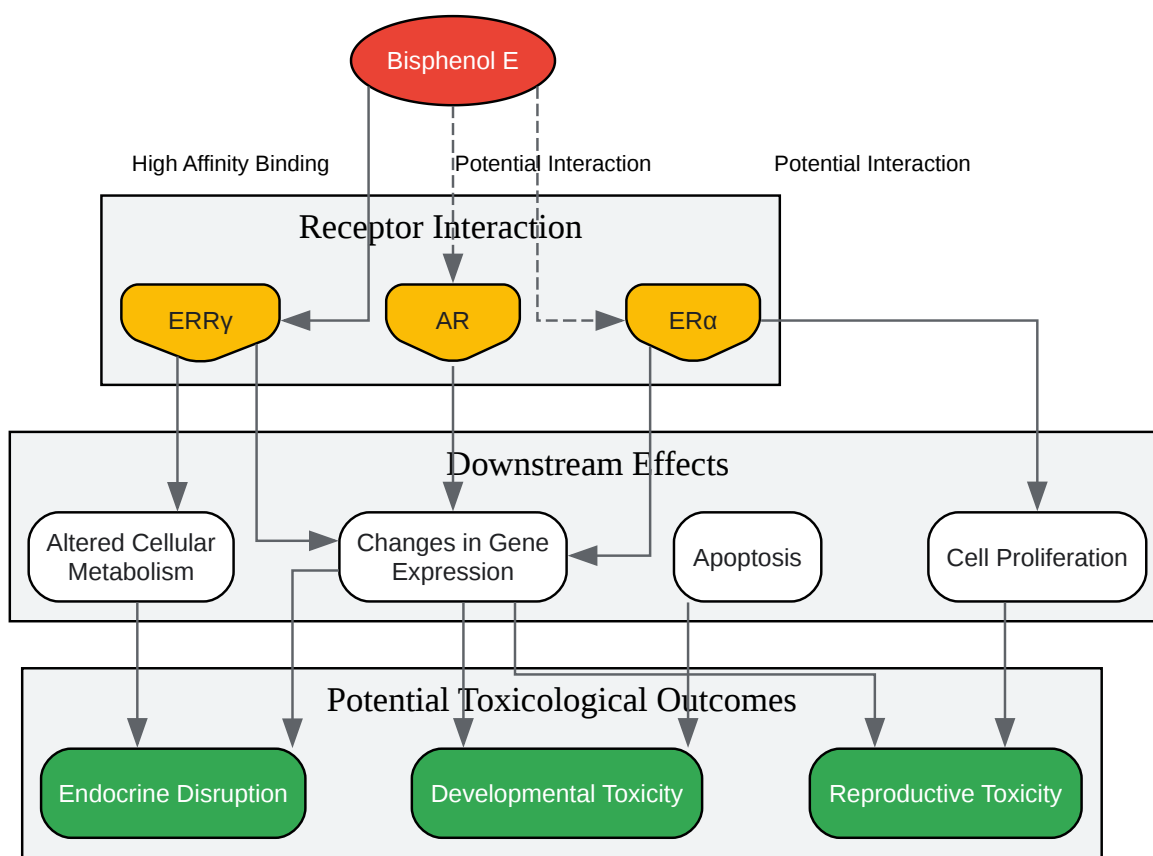 Bisphenol E
High Affinity Binding
Potential Interaction
Potential Interaction
Receptor Interaction
ERRγ
AR
ERα
Downstream Effects
Altered Cellular
Metabolism
Changes in Gene
Expression
Apoptosis
Cell Proliferation
Potential Toxicological Outcomes
Endocrine Disruption
Developmental Toxicity
Reproductive Toxicity